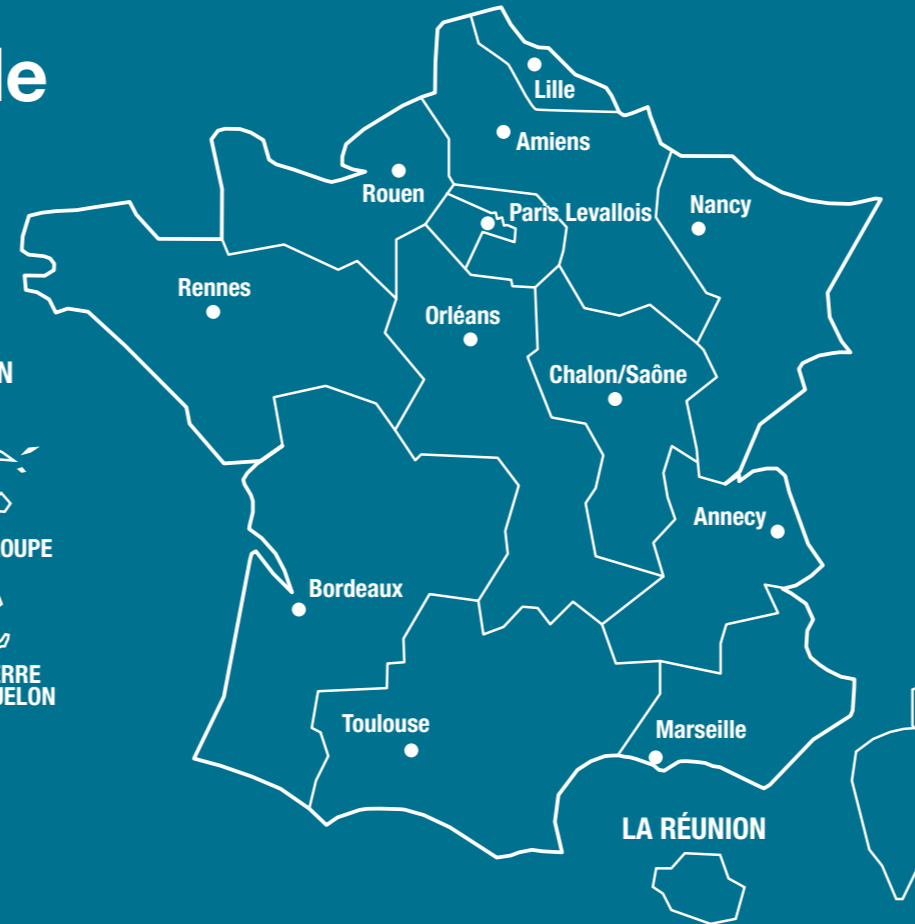 le
Lille
Amiens
Rouen
Paris Levallois
Nancy
Rennes
Orléans
Chalon/Saône
N
Annecy
OUPE
Bordeaux
ERRE
UELON
Toulouse
Marseille
LA RÉUNION